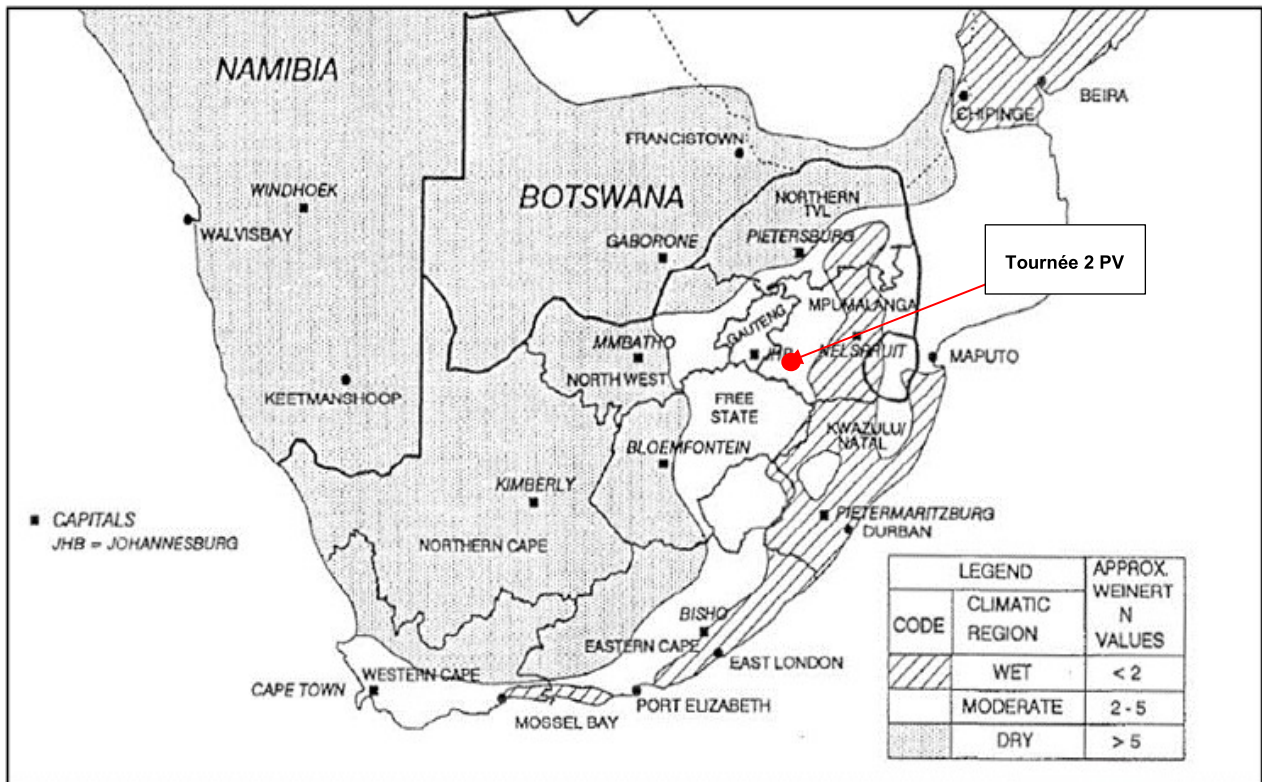 NAMIBIA
BEIRA
CHIPINGE
FRANCISTOWN
WINDHOEK
BOTSWANA
NORTHERN
TVL
WALVISBAY
GABORONE
PIETERSBURG
Tournée 2 PV
MPUMALANGA
GAUTENG
MMBATHO
JHB
NELSPRUIT
MAPUTO
NORTH WEST
KEETMANSHOOP
FREE
STATE
KWAZULU/
NATAL
BLOEMFONTEIN
KIMBERLY
CAPITALS
JHB = JOHANNESBURG
PIETERMARITZBURG
DURBAN
NORTHERN CAPE
BISHO
EASTERN CAPE
EAST LONDON
WESTERN CAPE
CAPE TOWN
PORT ELIZABETH
MOSSEL BAY
LEGEND
APPROX.
WEINERT
N
VALUES
CODE
CLIMATIC
REGION
WET
< 2
MODERATE
2 - 5
DRY
> 5